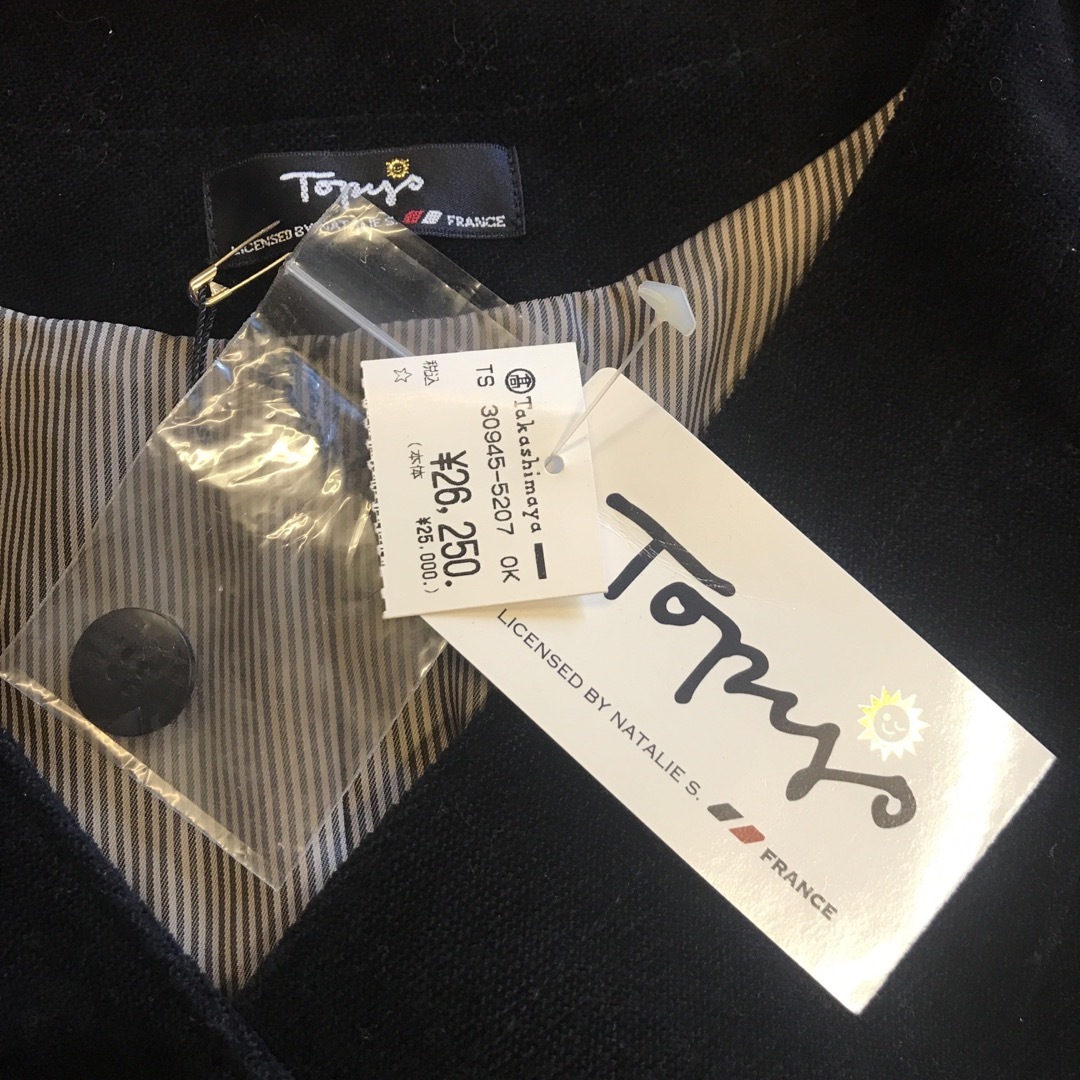 Topys
LICENSED BY NATALIE S. FRANCE
高 Takashimaya
TS 30945-5207 OK
¥26,250.
(本体 ¥25,000.)
税込 ☆
Topys
LICENSED BY NATALIE S. FRANCE